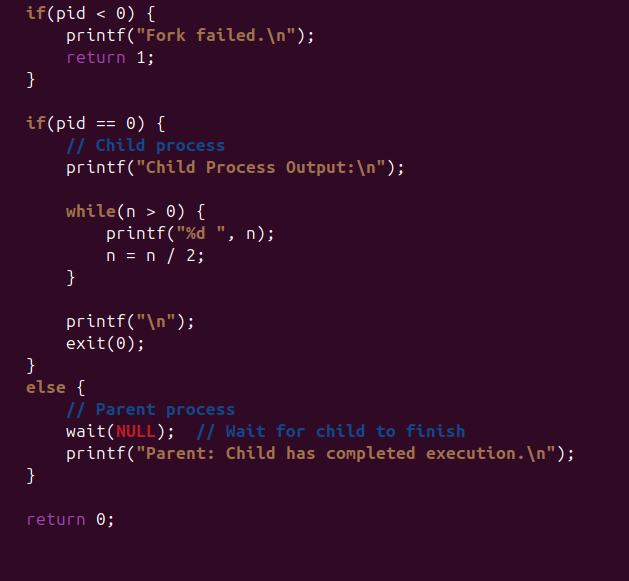 if(pid < 0) {
    printf("Fork failed.\n");
    return 1;
}

if(pid == 0) {
    // Child process
    printf("Child Process Output:\n");

    while(n > 0) {
        printf("%d ", n);
        n = n / 2;
    }

    printf("\n");
    exit(0);
}
else {
    // Parent process
    wait(NULL);  // Wait for child to finish
    printf("Parent: Child has completed execution.\n");
}

return 0;